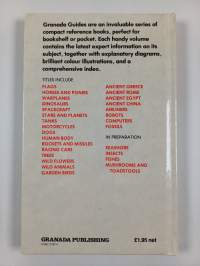 Granada Guides are an invaluable series of
compact reference books, perfect for
bookshelf or pocket. Each handy volume
contains the latest expert information on its
subject, together with explanatory diagrams,
brilliant colour illustrations, and a
comprehensive index.
TITLES INCLUDE
FLAGS
HORSES AND PONIES
WARPLANES
DINOSAURS
SPACECRAFT
STARS AND PLANETS
TANKS
MOTORCYCLES
DOGS
HUMAN BODY
ROCKETS AND MISSILES
RACING CARS
TREES
WILD FLOWERS
WILD ANIMALS
GARDEN BIRDS
ANCIENT GREECE
ANCIENT ROME
ANCIENT EGYPT
ANCIENT CHINA
AIRLINERS
ROBOTS
COMPUTERS
FOSSILS
IN PREPARATION
SEASHORE
INSECTS
FISHES
MUSHROOMS AND
TOADSTOOLS
GRANADA PUBLISHING
£1.95 net